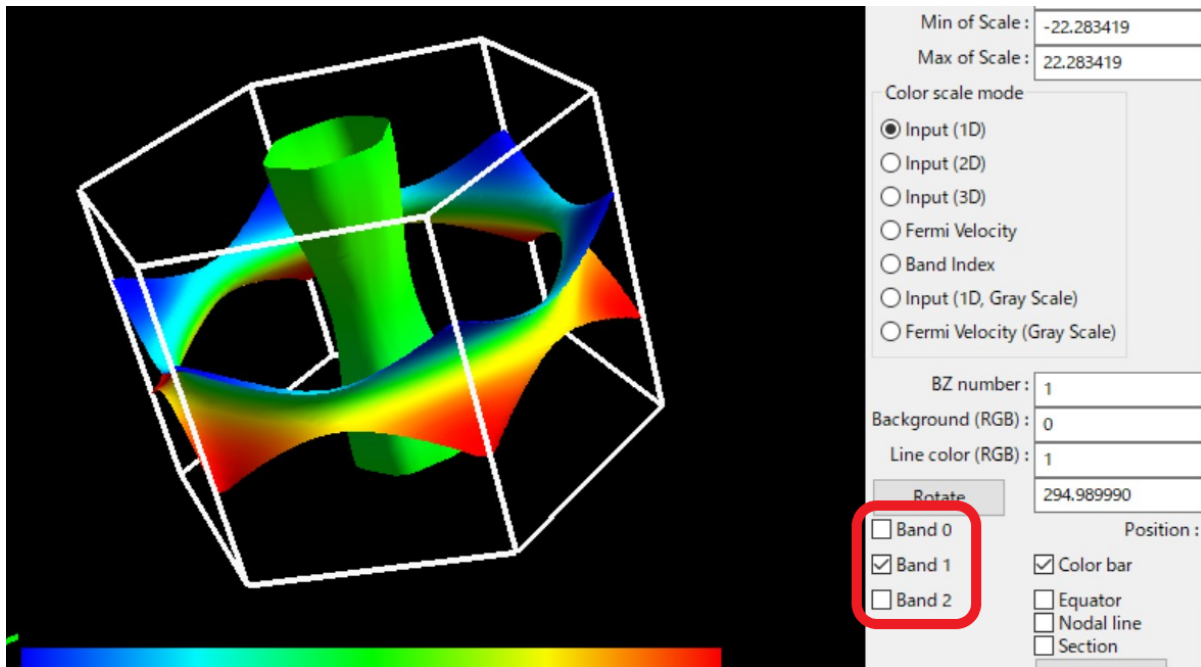 Min of Scale :
-22.283419
Max of Scale :
22.283419
Color scale mode
Input (1D)
Input (2D)
Input (3D)
Fermi Velocity
Band Index
Input (1D, Gray Scale)
Fermi Velocity (Gray Scale)
BZ number :
1
Background (RGB) :
0
Line color (RGB) :
1
Rotate
294.989990
Band 0
Position :
Band 1
Color bar
Band 2
Equator
Nodal line
Section